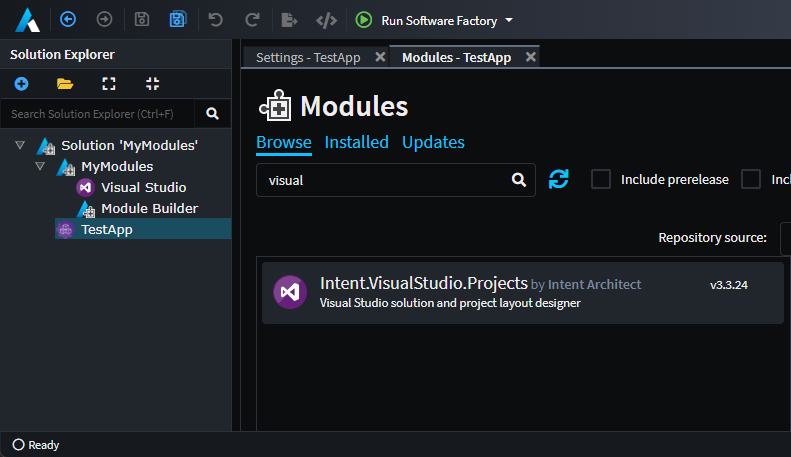 Run Software Factory
Solution Explorer
Settings - TestApp
Modules - TestApp
Search Solution Explorer (Ctrl+F)
Modules
Solution 'MyModules'
MyModules
Visual Studio
Module Builder
TestApp
Browse Installed Updates
visual
Include prerelease
Repository source:
Intent.VisualStudio.Projects by Intent Architect
v3.3.24
Visual Studio solution and project layout designer
Ready